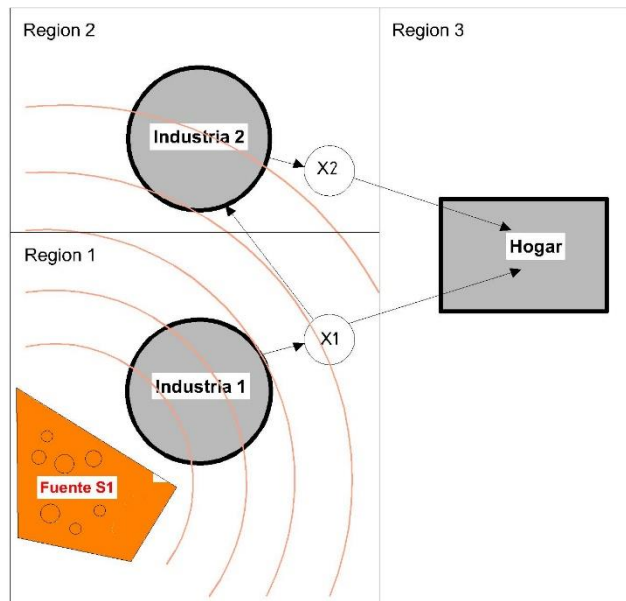 Region 2
Region 3
Industria 2
X2
Hogar
Region 1
X1
Industria 1
Fuente S1